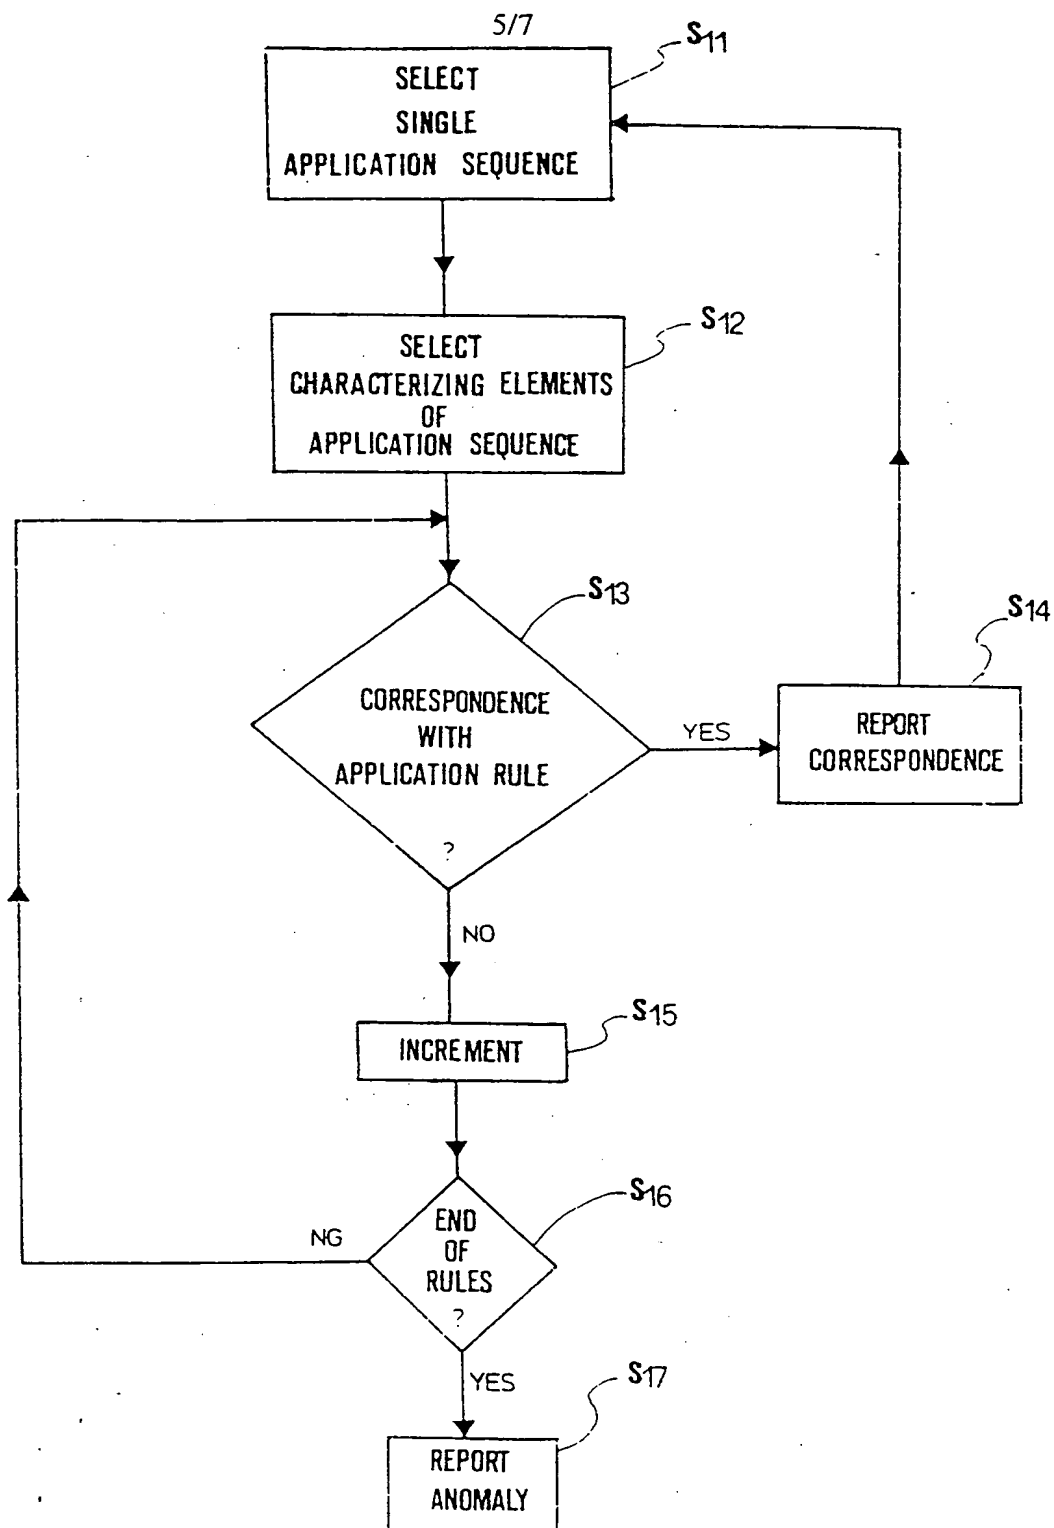 5/7
S11
SELECT
SINGLE
APPLICATION SEQUENCE
S12
SELECT
CHARACTERIZING ELEMENTS
OF
APPLICATION SEQUENCE
S13
CORRESPONDENCE
WITH
APPLICATION RULE
?
YES
S14
REPORT
CORRESPONDENCE
NO
S15
INCREMENT
S16
END
OF
RULES
?
NG
YES
S17
REPORT
ANOMALY